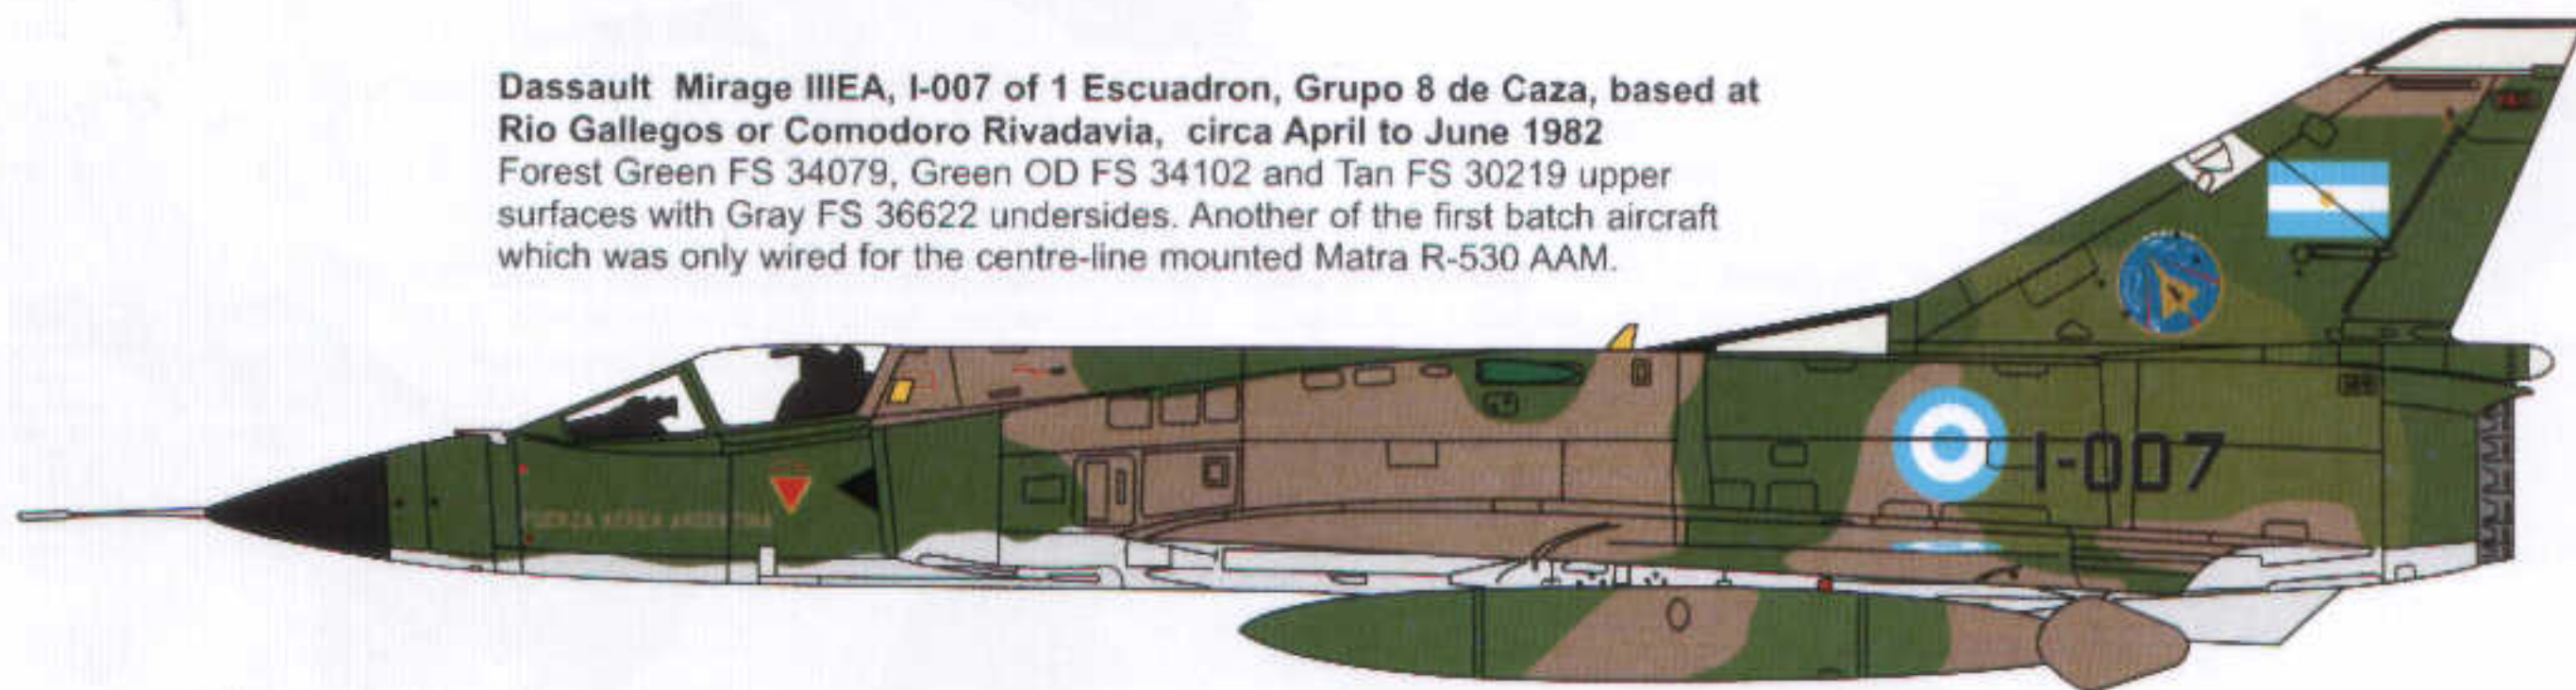 Dassault Mirage IIIEA, I-007 of 1 Escuadron, Grupo 8 de Caza, based at
Rio Gallegos or Comodoro Rivadavia, circa April to June 1982
Forest Green FS 34079, Green OD FS 34102 and Tan FS 30219 upper
surfaces with Gray FS 36622 undersides. Another of the first batch aircraft
which was only wired for the centre-line mounted Matra R-530 AAM.
I-007
FUERZA AEREA ARGENTINA